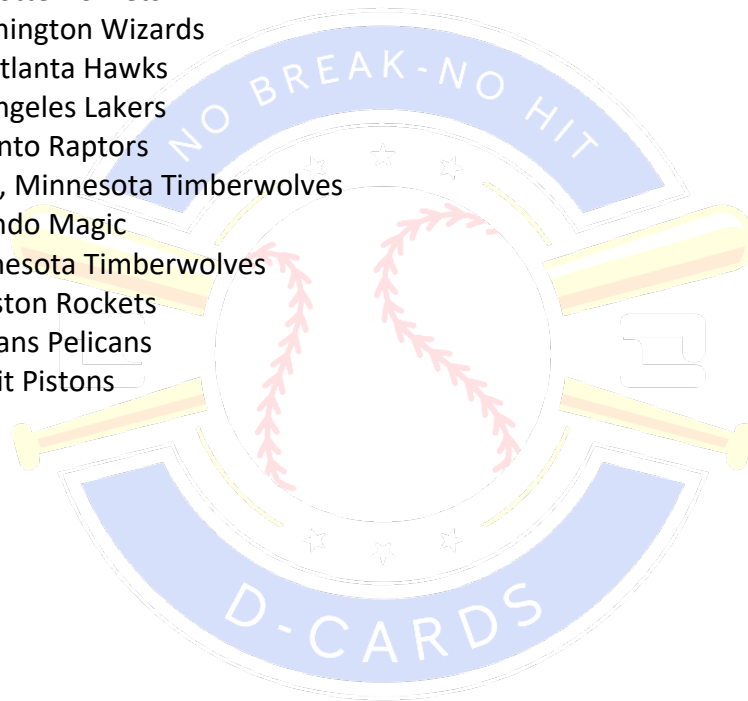 hington Wizards
tlanta Hawks
ngeles Lakers
nto Raptors
, Minnesota Timberwolves
ndo Magic
nesota Timberwolves
ston Rockets
ans Pelicans
it Pistons
NO BREAK-NO HIT
D-CARDS